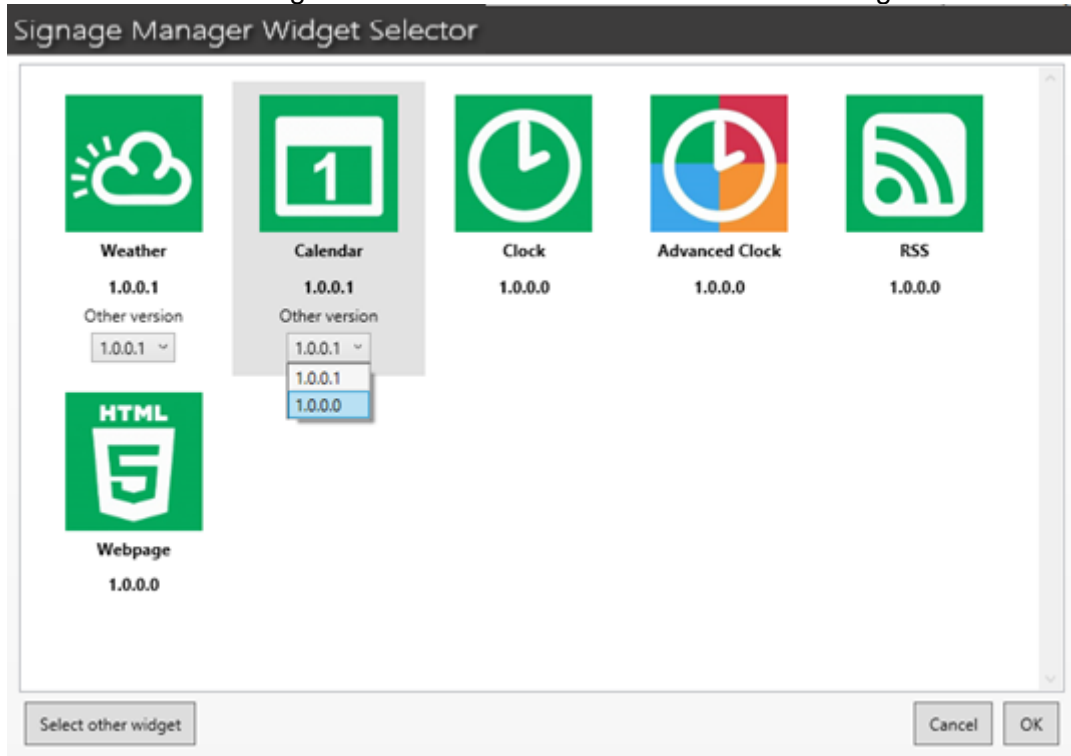 Signage Manager Widget Selector
1
Weather
Calendar
Clock
Advanced Clock
RSS
1.0.0.1
1.0.0.1
1.0.0.0
1.0.0.0
1.0.0.0
Other version
Other version
1.0.0.1
1.0.0.1
1.0.0.1
1.0.0.0
HTML
5
Webpage
1.0.0.0
Select other widget
Cancel
OK